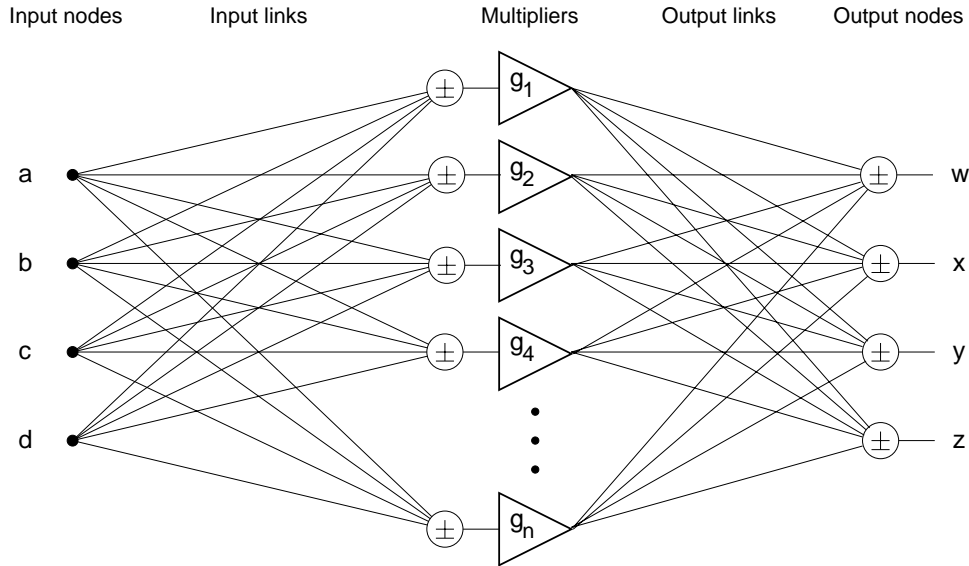 Input nodes Input links Multipliers Output links Output nodes
± g1
a ± g2 ± w
b ± g3 ± x
c ± g4 ± y
d ± z
± gn